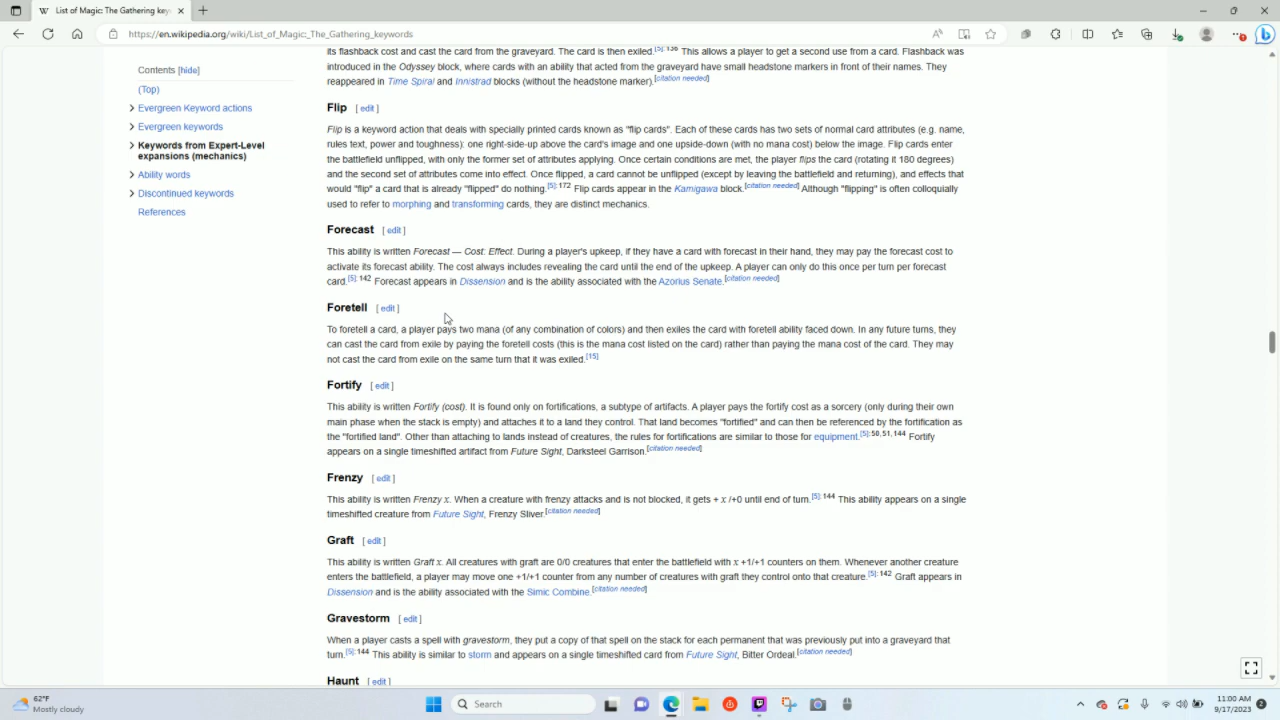 List of Magic: The Gathering key
https://en.wikipedia.org/wiki/List_of_Magic:_The_Gathering_keywords
Contents [hide]
(Top)
Evergreen Keyword actions
Evergreen keywords
Keywords from Expert-Level
expansions (mechanics)
Ability words
Discontinued keywords
References
its flashback cost and cast the card from the graveyard. The card is then exiled.[5]: 136 This allows a player to get a second use from a card. Flashback was
introduced in the Odyssey block, where cards with an ability that acted from the graveyard have small headstone markers in front of their names. They
reappeared in Time Spiral and Innistrad blocks (without the headstone marker).[citation needed]
Flip [ edit ]
Flip is a keyword action that deals with specially printed cards known as "flip cards". Each of these cards has two sets of normal card attributes (e.g. name,
rules text, power and toughness): one right-side-up above the card's image and one upside-down (with no mana cost) below the image. Flip cards enter
the battlefield unflipped, with only the former set of attributes applying. Once certain conditions are met, the player flips the card (rotating it 180 degrees)
and the second set of attributes come into effect. Once flipped, a card cannot be unflipped (except by leaving the battlefield and returning), and effects that
would "flip" a card that is already "flipped" do nothing.[5]: 172 Flip cards appear in the Kamigawa block.[citation needed] Although "flipping" is often colloquially
used to refer to morphing and transforming cards, they are distinct mechanics.
Forecast [ edit ]
This ability is written Forecast — Cost: Effect. During a player's upkeep, if they have a card with forecast in their hand, they may pay the forecast cost to
activate its forecast ability. The cost always includes revealing the card until the end of the upkeep. A player can only do this once per turn per forecast
card.[5]: 142 Forecast appears in Dissension and is the ability associated with the Azorius Senate.[citation needed]
Foretell [ edit ]
To foretell a card, a player pays two mana (of any combination of colors) and then exiles the card with foretell ability faced down. In any future turns, they
can cast the card from exile by paying the foretell costs (this is the mana cost listed on the card) rather than paying the mana cost of the card. They may
not cast the card from exile on the same turn that it was exiled.[15]
Fortify [ edit ]
This ability is written Fortify (cost). It is found only on fortifications, a subtype of artifacts. A player pays the fortify cost as a sorcery (only during their own
main phase when the stack is empty) and attaches it to a land they control. That land becomes "fortified" and can then be referenced by the fortification as
the "fortified land". Other than attaching to lands instead of creatures, the rules for fortifications are similar to those for equipment.[5]: 50, 51, 144 Fortify
appears on a single timeshifted artifact from Future Sight, Darksteel Garrison.[citation needed]
Frenzy [ edit ]
This ability is written Frenzy x. When a creature with frenzy attacks and is not blocked, it gets + x /+0 until end of turn.[5]: 144 This ability appears on a single
timeshifted creature from Future Sight, Frenzy Sliver.[citation needed]
Graft [ edit ]
This ability is written Graft x. All creatures with graft are 0/0 creatures that enter the battlefield with x +1/+1 counters on them. Whenever another creature
enters the battlefield, a player may move one +1/+1 counter from any number of creatures with graft they control onto that creature.[5]: 142 Graft appears in
Dissension and is the ability associated with the Simic Combine.[citation needed]
Gravestorm [ edit ]
When a player casts a spell with gravestorm, they put a copy of that spell on the stack for each permanent that was previously put into a graveyard that
turn.[5]: 144 This ability is similar to storm and appears on a single timeshifted card from Future Sight, Bitter Ordeal.[citation needed]
Haunt [ edit ]
62°F
Mostly cloudy
Search
11:00 AM
9/17/2023